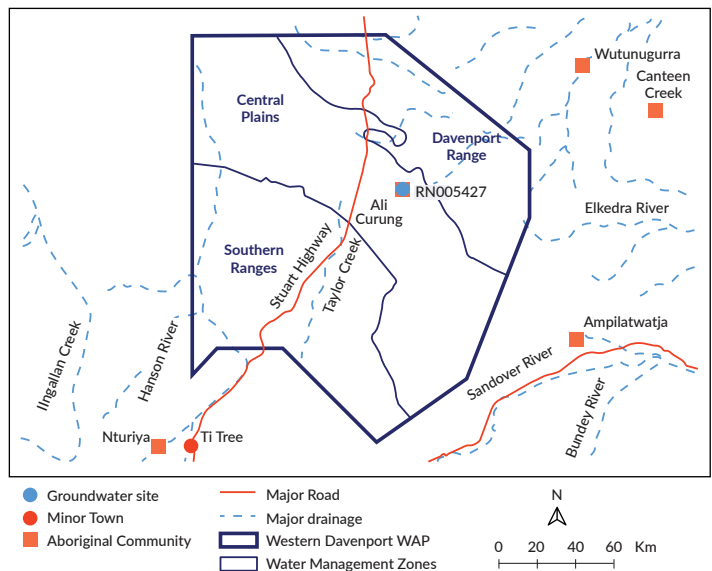 Wutunugurra
Canteen
Creek
Central
Plains
Davenport
Range
RN005427
Ali
Curung
Elkedra River
Southern
Ranges
Stuart Highway
Taylor Creek
Ampilatwatja
IIngallan Creek
Hanson River
Sandover River
Bundey River
Nturiya
Ti Tree
Groundwater site
Minor Town
Aboriginal Community
Major Road
Major drainage
Western Davenport WAP
Water Management Zones
N
0 20 40 60 Km